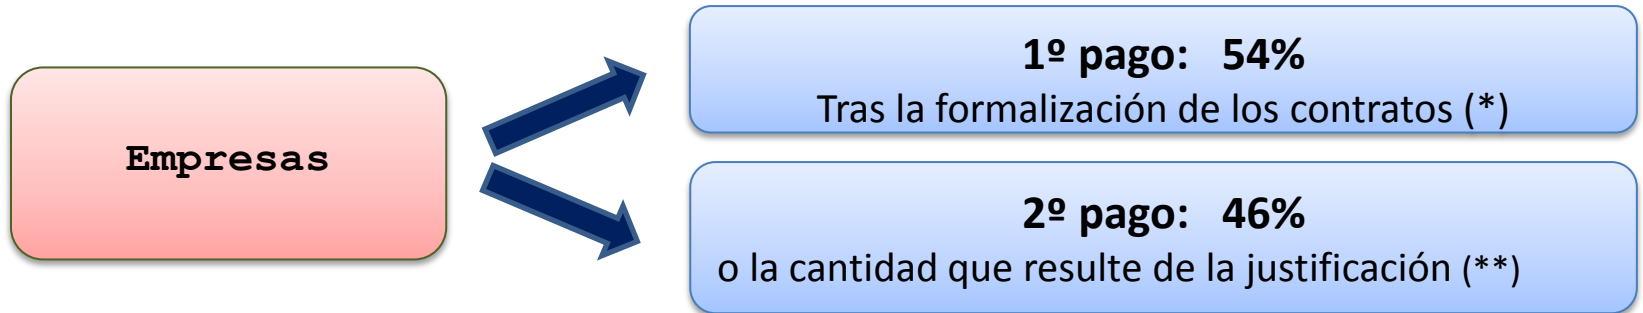 Empresas
1º pago: 54%
Tras la formalización de los contratos (*)
2º pago: 46%
o la cantidad que resulte de la justificación (**)